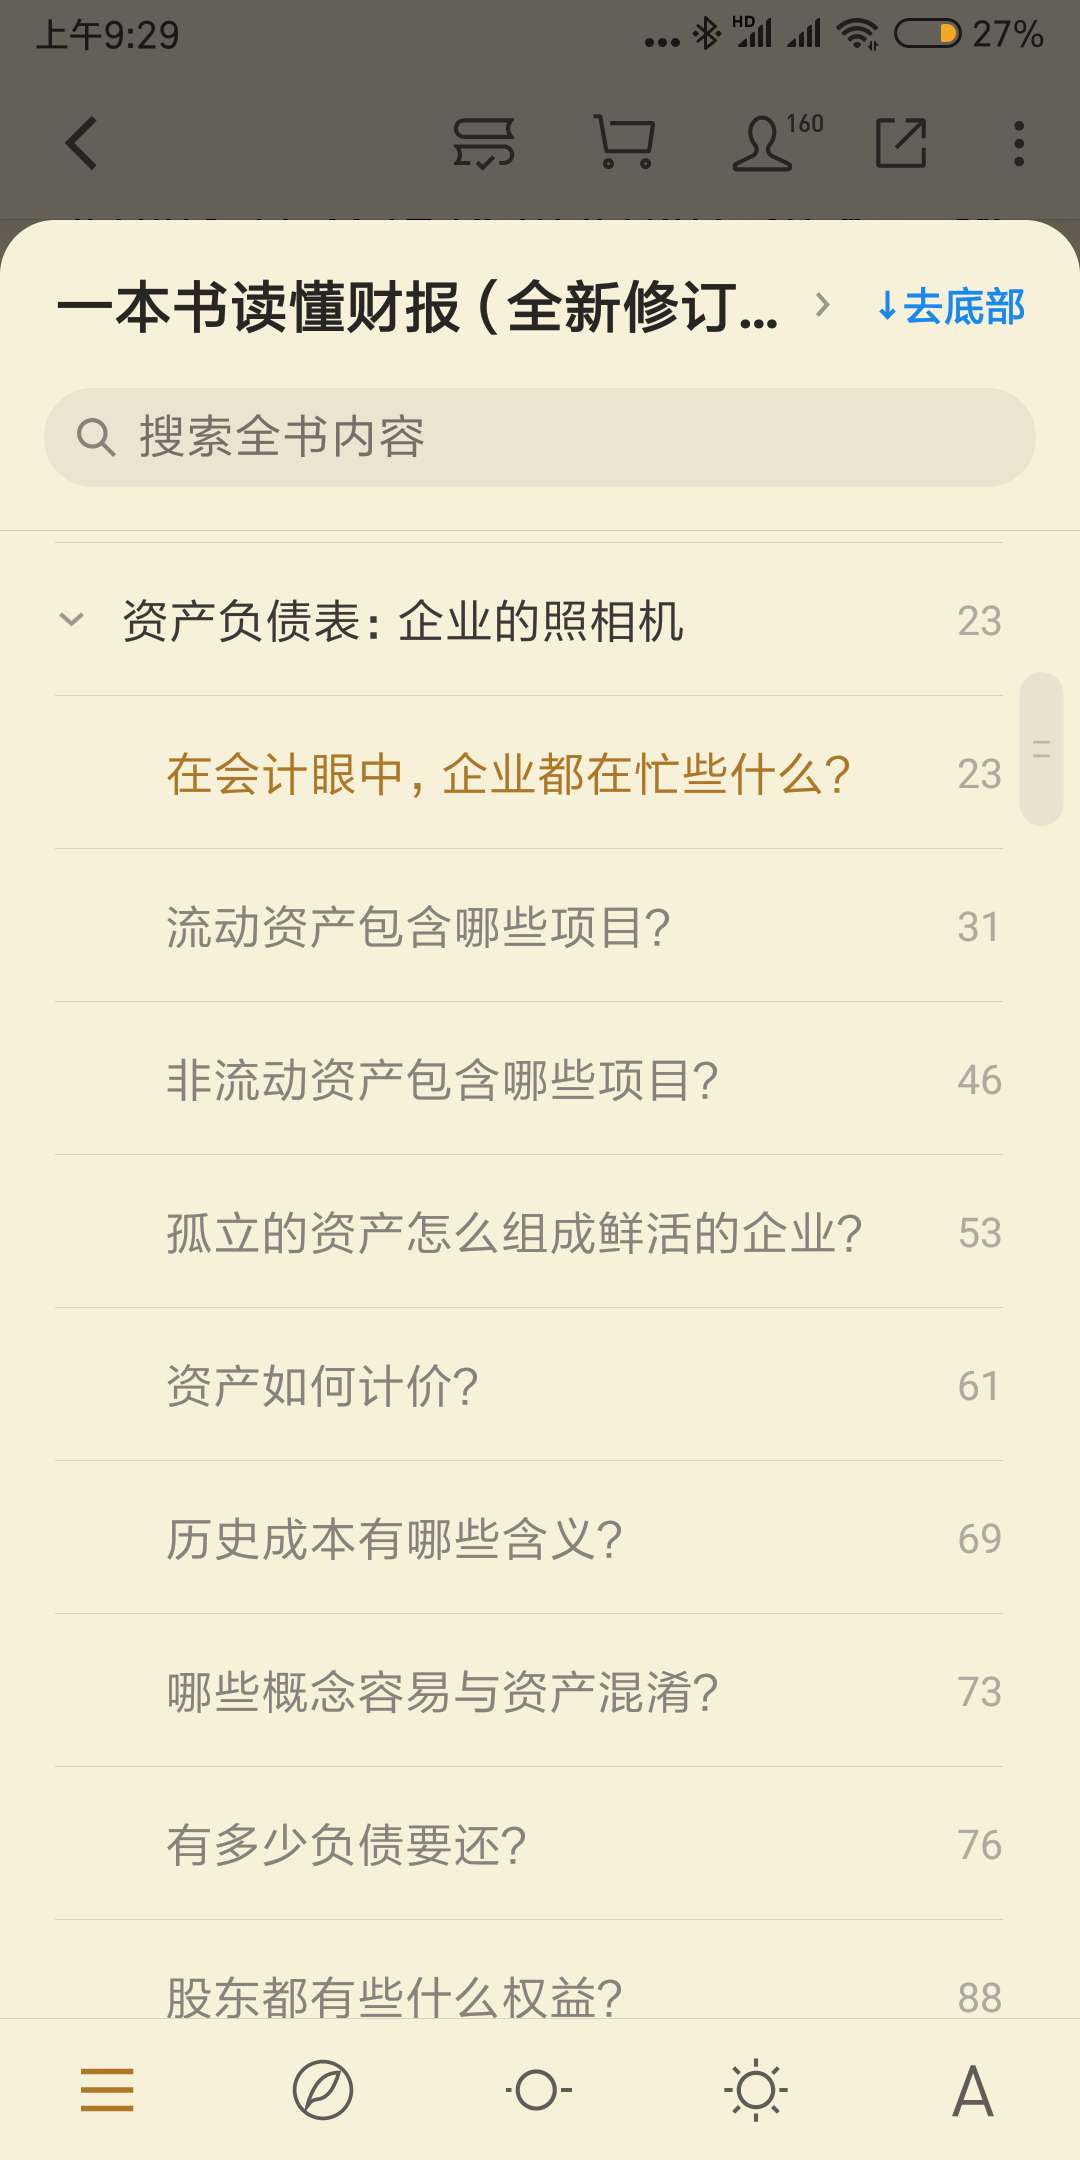 上午9:29
HD
27%
160
一本书读懂财报（全新修订...
↓去底部
搜索全书内容
资产负债表：企业的照相机 23
在会计眼中，企业都在忙些什么？ 23
流动资产包含哪些项目？ 31
非流动资产包含哪些项目？ 46
孤立的资产怎么组成鲜活的企业？ 53
资产如何计价？ 61
历史成本有哪些含义？ 69
哪些概念容易与资产混淆？ 73
有多少负债要还？ 76
股东都有些什么权益？ 88
A